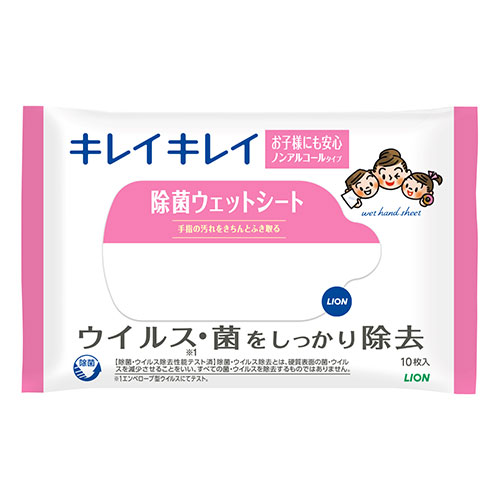 キレイキレイ
お子様にも安心
ノンアルコールタイプ
除菌ウェットシート
手指の汚れをきちんとふき取る
wet hand sheet
LION
ウイルス・菌をしっかり除去
※1
除菌
【除菌・ウイルス除去性能テスト済】除菌・ウイルス除去とは、硬質表面の菌・ウイル
スを減少させることをいい、すべての菌・ウイルスを除去するものではありません。
※1エンベロープ型ウイルスにてテスト。
10枚入
LION